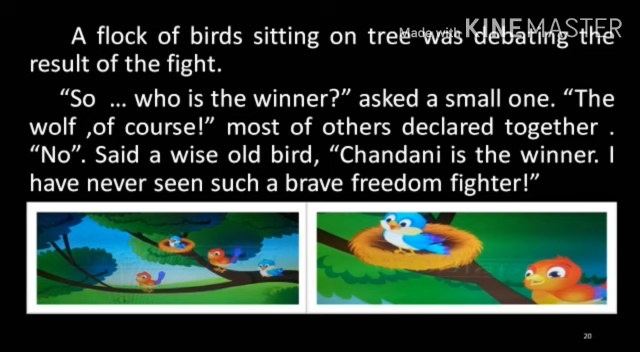 Made with KINEMASTER
A flock of birds sitting on tree was debating the
result of the fight.
“So ... who is the winner?” asked a small one. “The
wolf ,of course!” most of others declared together .
“No”. Said a wise old bird, “Chandani is the winner. I
have never seen such a brave freedom fighter!”
20